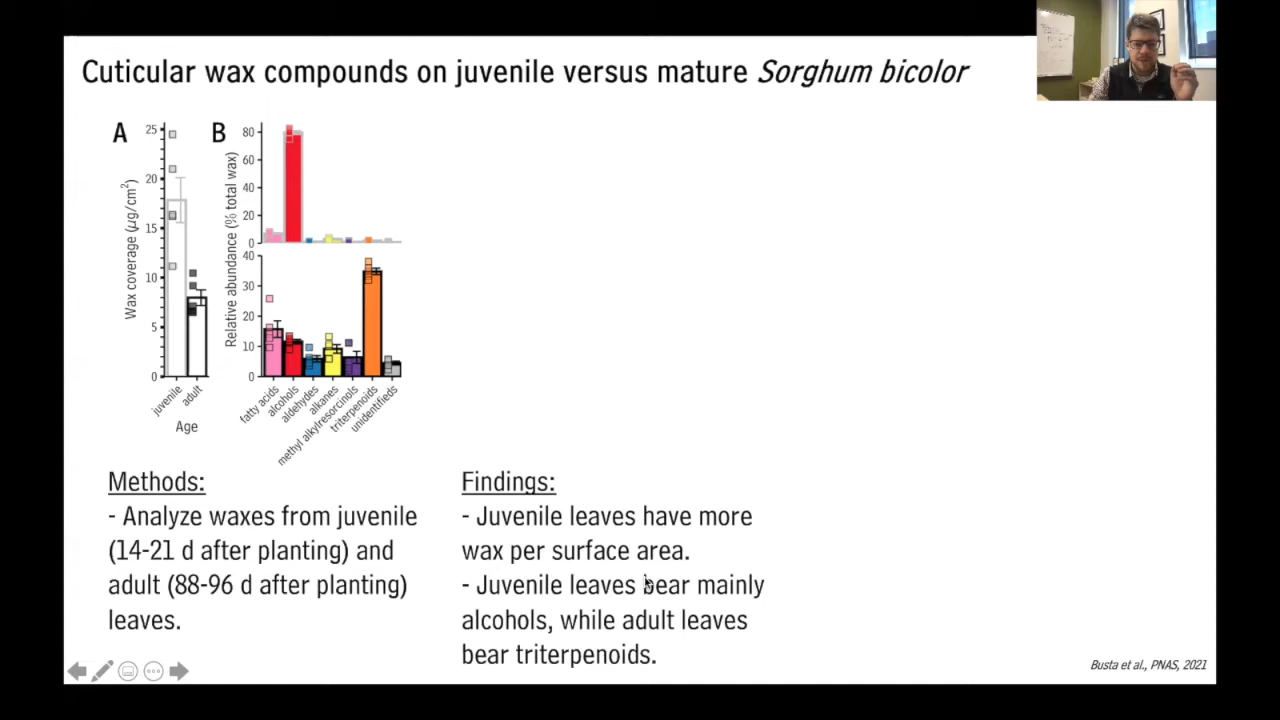 Cuticular wax compounds on juvenile versus mature Sorghum bicolor
A
B
25
20
15
10
5
0
Wax coverage (µg/cm²)
juvenile
adult
Age
80
60
40
20
0
40
30
20
10
0
Relative abundance (% total wax)
fatty acids
alcohols
aldehydes
alkanes
methyl alkylresorcinols
triterpenoids
unidentifieds
Methods:
- Analyze waxes from juvenile
(14-21 d after planting) and
adult (88-96 d after planting)
leaves.
Findings:
- Juvenile leaves have more
wax per surface area.
- Juvenile leaves bear mainly
alcohols, while adult leaves
bear triterpenoids.
Busta et al., PNAS, 2021